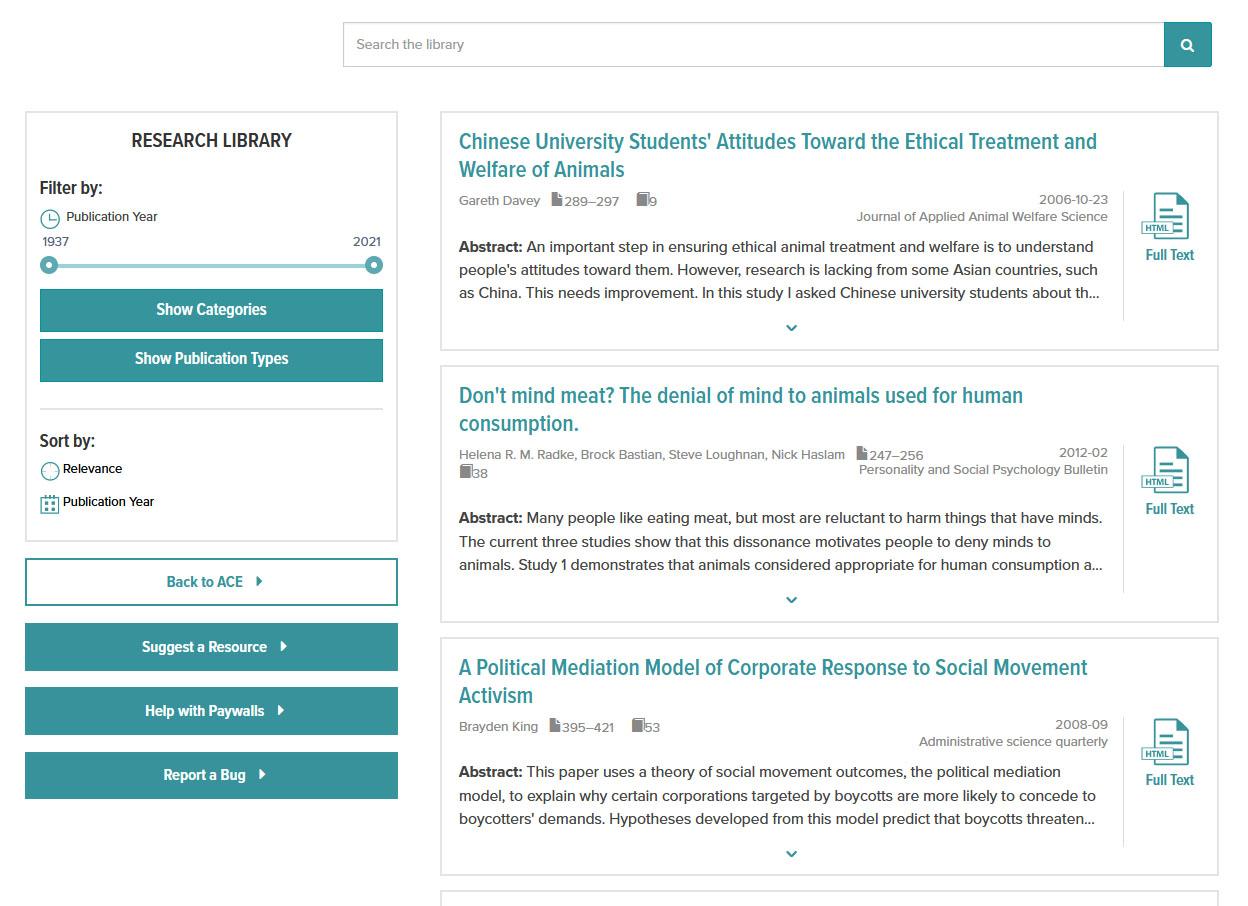 Search the library
RESEARCH LIBRARY
Filter by:
Publication Year
1937 2021
Show Categories
Show Publication Types
Sort by:
Relevance
Publication Year
Back to ACE
Suggest a Resource
Help with Paywalls
Report a Bug
Chinese University Students' Attitudes Toward the Ethical Treatment and
Welfare of Animals
Gareth Davey 289–297 9 2006-10-23
Journal of Applied Animal Welfare Science
Abstract: An important step in ensuring ethical animal treatment and welfare is to understand
people's attitudes toward them. However, research is lacking from some Asian countries, such
as China. This needs improvement. In this study I asked Chinese university students about th...
HTML
Full Text
Don't mind meat? The denial of mind to animals used for human
consumption.
Helena R. M. Radke, Brock Bastian, Steve Loughnan, Nick Haslam 247–256 2012-02
38 Personality and Social Psychology Bulletin
Abstract: Many people like eating meat, but most are reluctant to harm things that have minds.
The current three studies show that this dissonance motivates people to deny minds to
animals. Study 1 demonstrates that animals considered appropriate for human consumption a...
HTML
Full Text
A Political Mediation Model of Corporate Response to Social Movement
Activism
Brayden King 395–421 53 2008-09
Administrative science quarterly
Abstract: This paper uses a theory of social movement outcomes, the political mediation
model, to explain why certain corporations targeted by boycotts are more likely to concede to
boycotters' demands. Hypotheses developed from this model predict that boycotts threaten...
HTML
Full Text